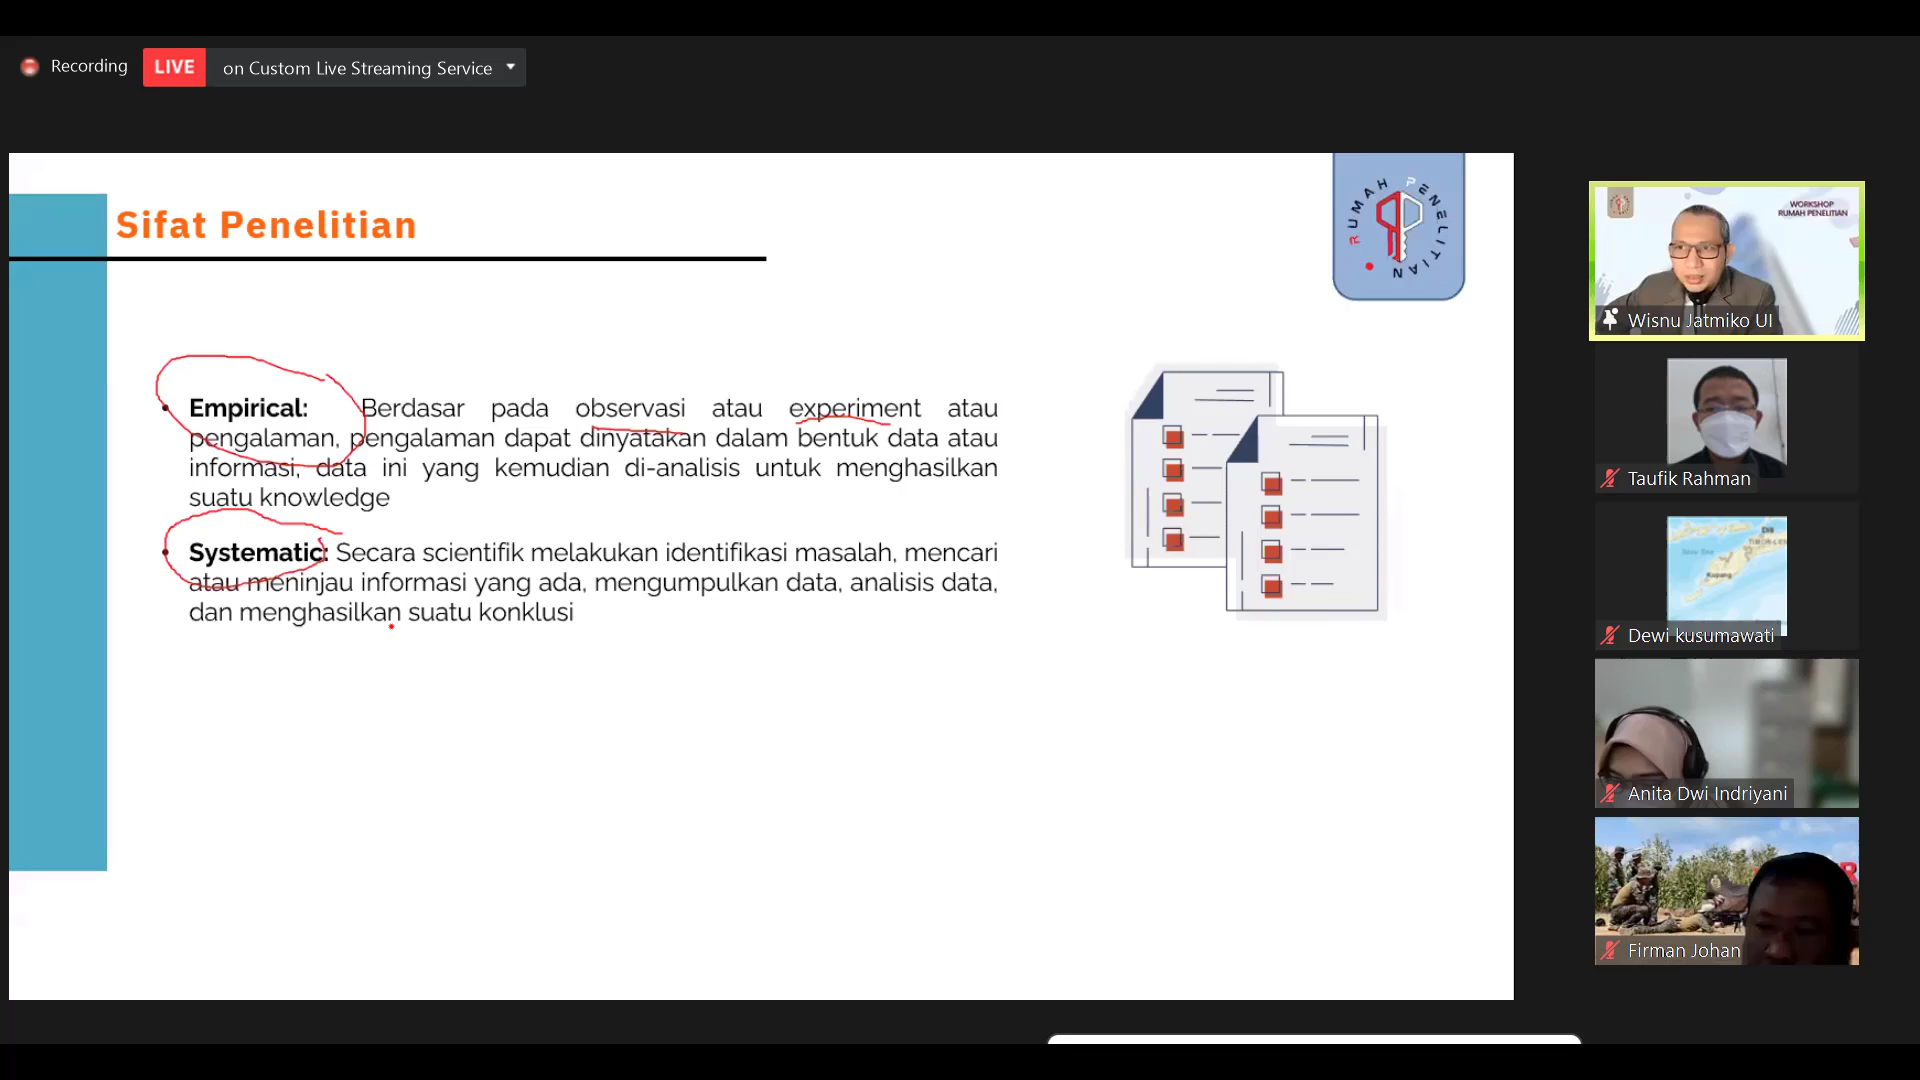 Recording
LIVE on Custom Live Streaming Service
Sifat Penelitian
RUMAH PENELITIAN
• Empirical: Berdasar pada observasi atau experiment atau
pengalaman, pengalaman dapat dinyatakan dalam bentuk data atau
informasi, data ini yang kemudian di-analisis untuk menghasilkan
suatu knowledge
• Systematic: Secara scientifik melakukan identifikasi masalah, mencari
atau meninjau informasi yang ada, mengumpulkan data, analisis data,
dan menghasilkan suatu konklusi
WORKSHOP
RUMAH PENELITIAN
Wisnu Jatmiko UI
Taufik Rahman
Dili
Kupang
Dewi kusumawati
Anita Dwi Indriyani
R
Firman Johan